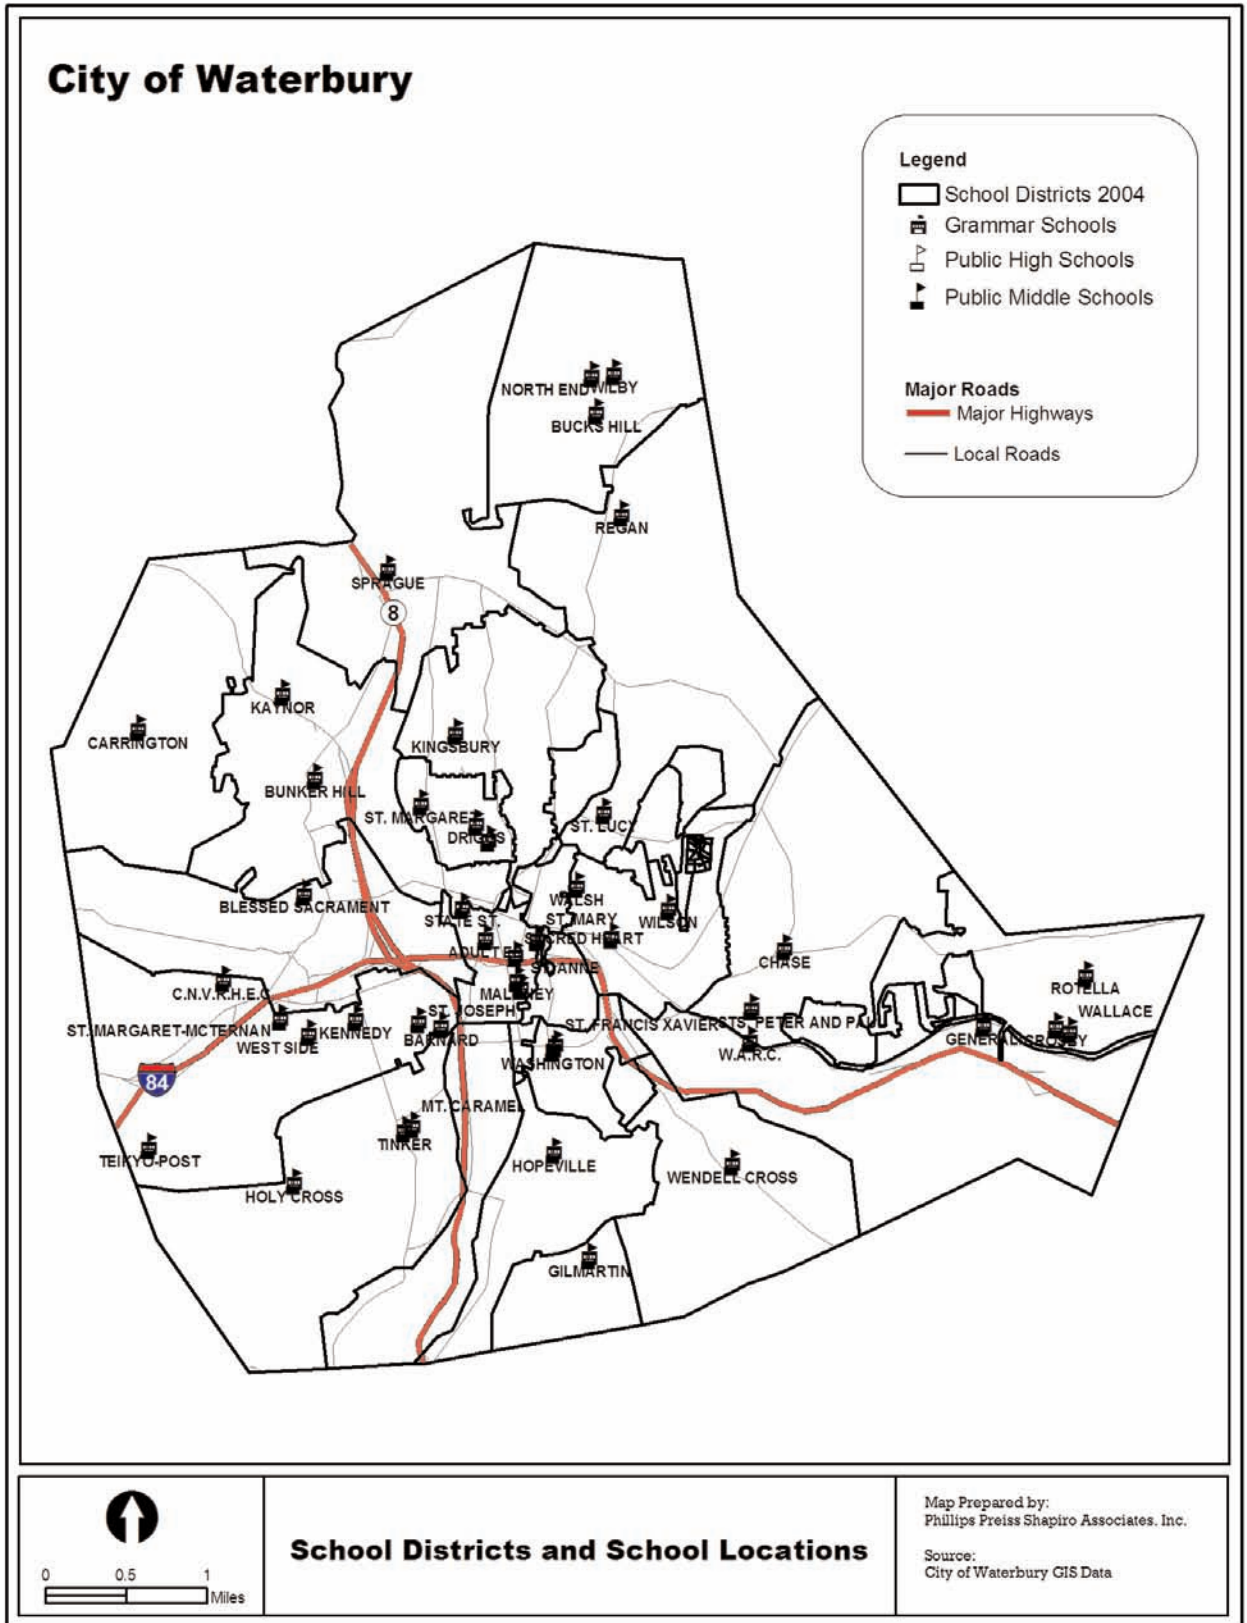 City of Waterbury
Legend
School Districts 2004
Grammar Schools
Public High Schools
Public Middle Schools
Major Roads
Major Highways
Local Roads
NORTH END
WILBY
BUCKS HILL
REGAN
SPRAGUE
8
KAYNOR
CARRINGTON
KINGSBURY
BUNKER HILL
ST. MARGARET
DRIGGS
ST. LUCY
BLESSED SACRAMENT
STATE ST.
WALSH
ST. MARY
WILSON
SACRED HEART
ADULT E
ST. ANNE
CHASE
C.N.V.R.H.E.C
MALONEY
ROTELLA
WALLACE
ST. JOSEPH
ST. FRANCIS XAVIER
STS. PETER AND PAUL
ST. MARGARET-MCTERNAN
KENNEDY
WEST SIDE
BARNARD
GENERALI
CROSBY
W.A.R.C.
WASHINGTON
84
MT. CARAMEL
TINKER
TEIKYO-POST
HOPEVILLE
WENDELL CROSS
HOLY CROSS
GILMARTIN
0 0.5 1
Miles
School Districts and School Locations
Map Prepared by:
Phillips Preiss Shapiro Associates. Inc.
Source:
City of Waterbury GIS Data